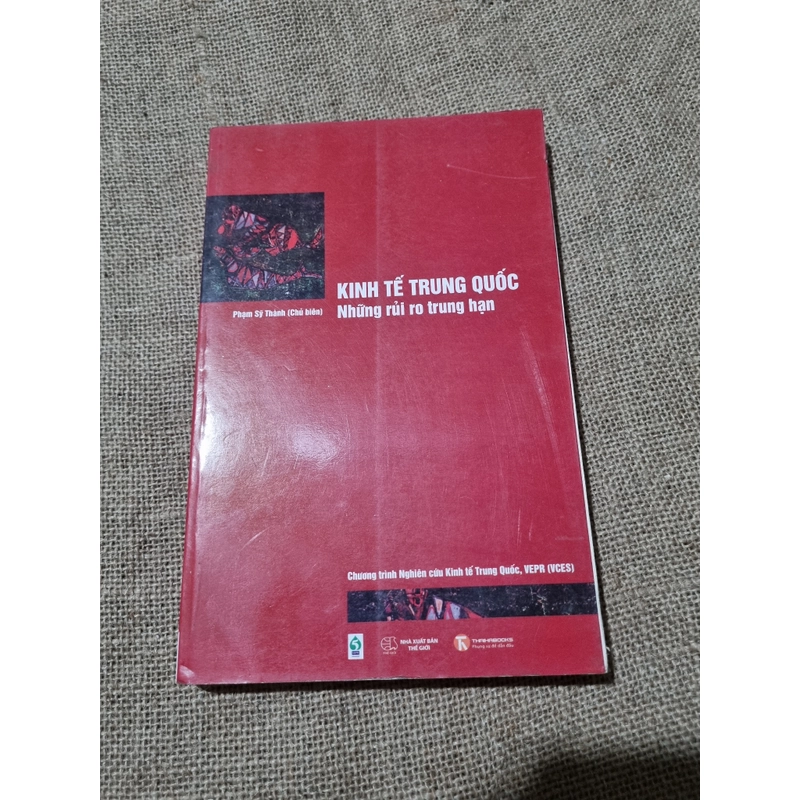 KINH TẾ TRUNG QUỐC
Những rủi ro trung hạn
Phạm Sỹ Thành (Chủ biên)
Chương trình Nghiên cứu Kinh tế Trung Quốc, VEPR (VCES)
NHÀ XUẤT BẢN
THẾ GIỚI
THAIHABOOKS